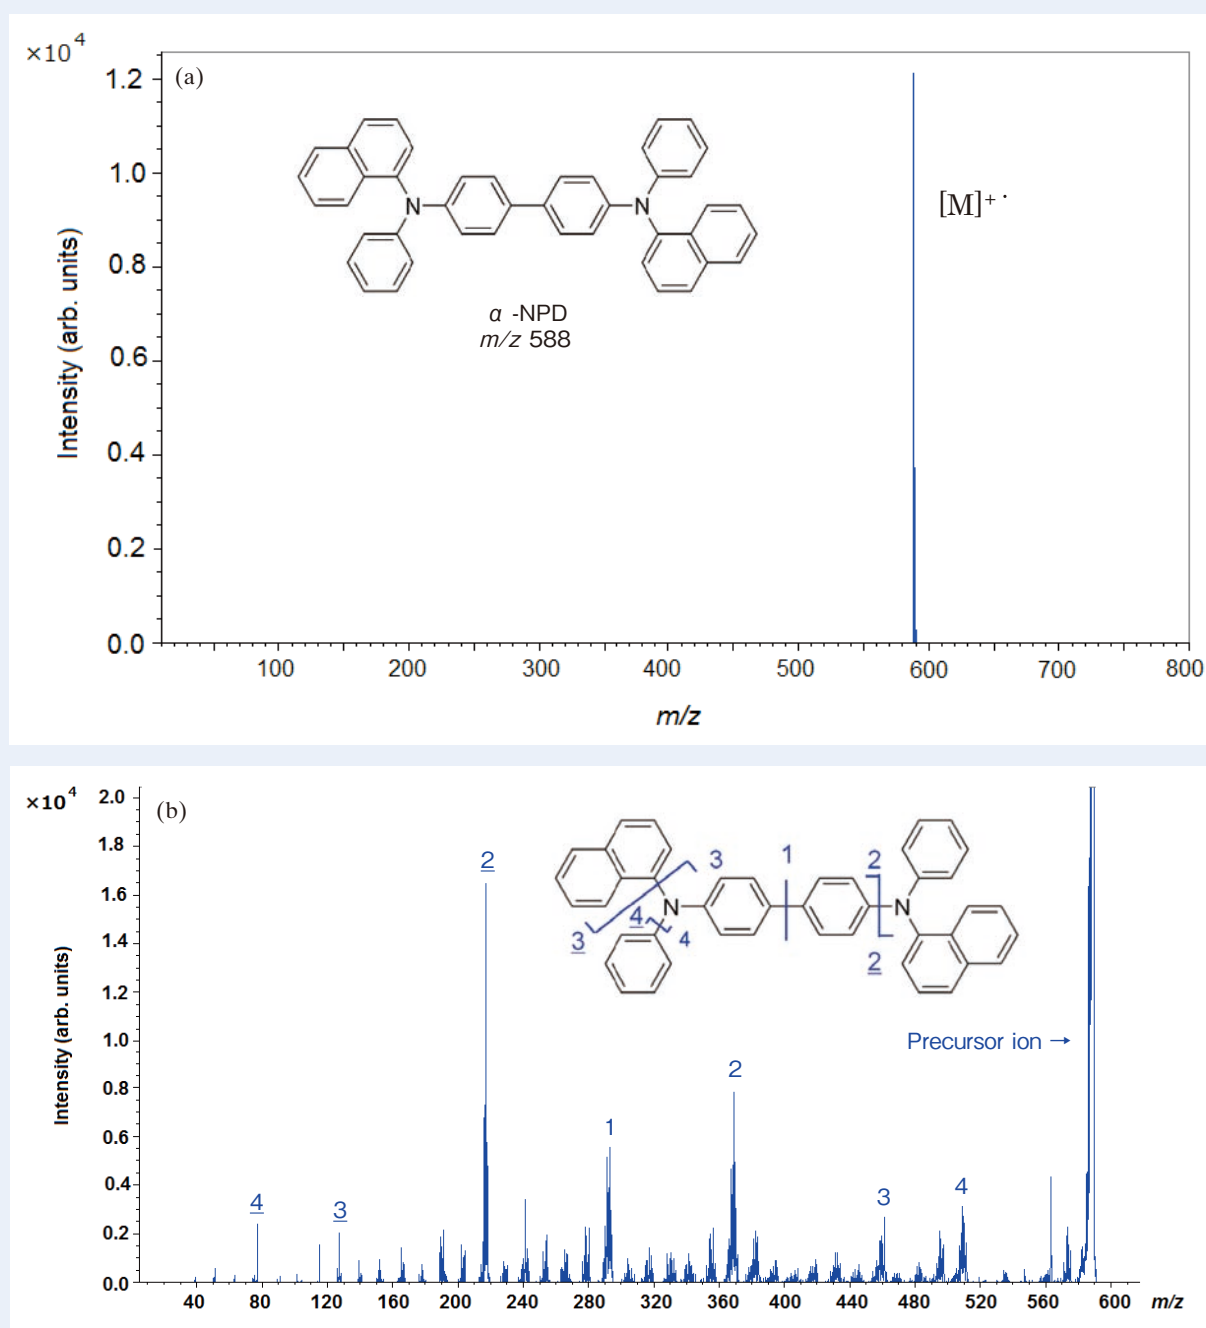 ×10⁴
(a)
1.2
1.0
0.8
0.6
0.4
0.2
0.0
Intensity (arb. units)
N
N
α -NPD
m/z 588
[M]⁺˙
100 200 300 400 500 600 700 800
m/z
×10⁴
(b)
2.0
1.8
1.6
1.4
1.2
1.0
0.8
0.6
0.4
0.2
0.0
Intensity (arb. units)
3 1 2
N N
4 4
3 2
Precursor ion →
2
2
1
3 4
4 3
40 80 120 160 200 240 280 320 360 400 440 480 520 560 600 m/z